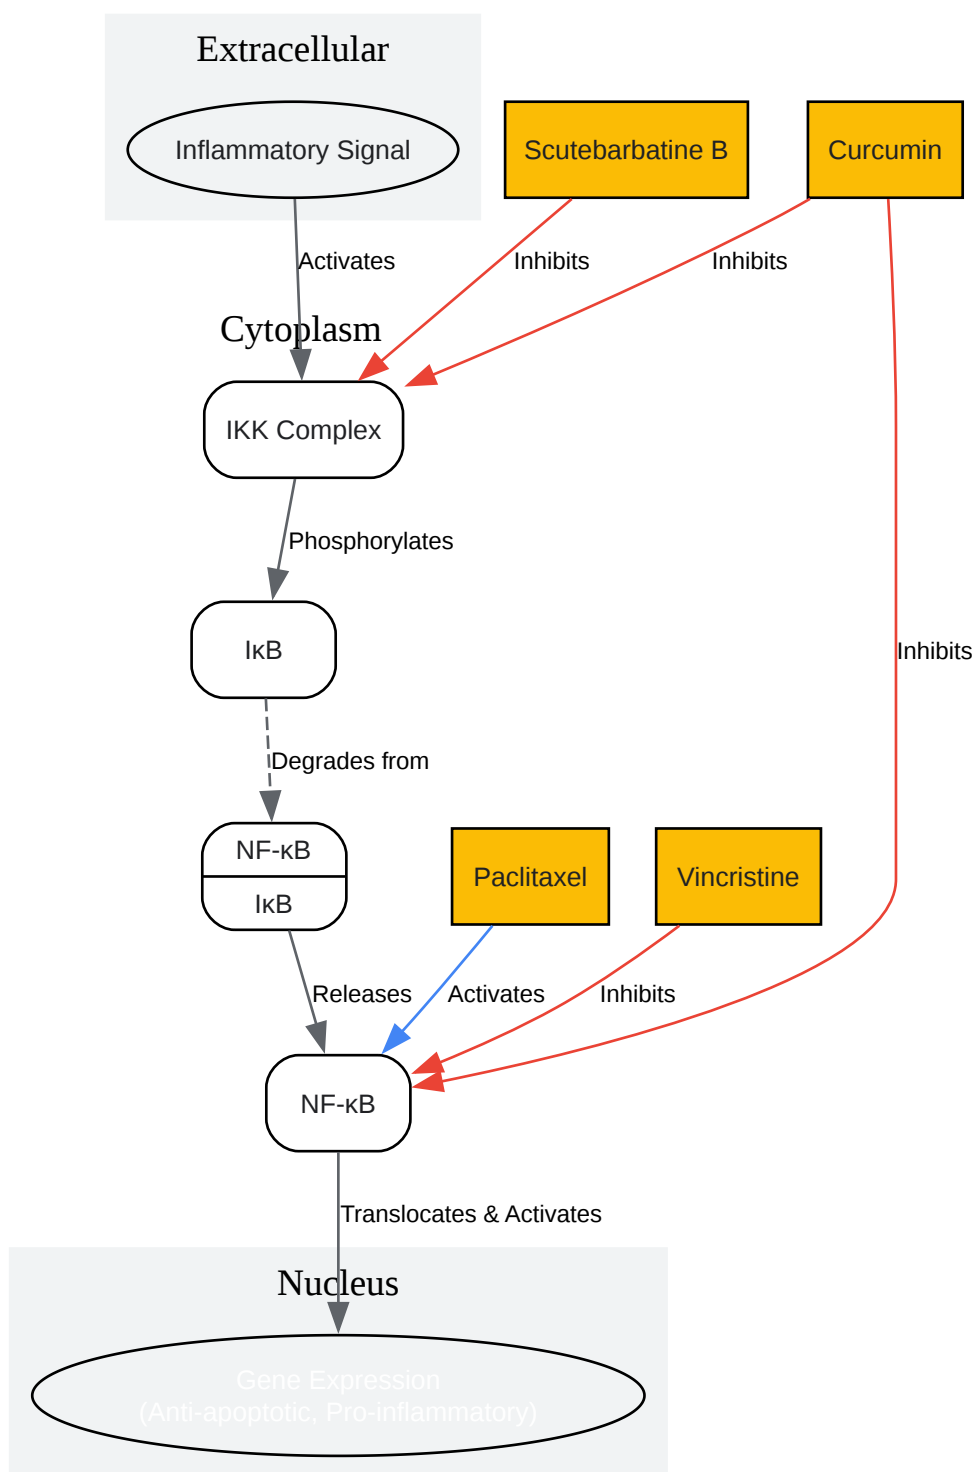 Extracellular
Inflammatory Signal
Scutebarbatine B
Curcumin
Activates
Inhibits
Inhibits
Cytoplasm
IKK Complex
Phosphorylates
IκB
Inhibits
Degrades from
NF-κB
IκB
Paclitaxel
Vincristine
Releases
Activates
Inhibits
NF-κB
Translocates & Activates
Nucleus
Gene Expression
(Anti-apoptotic, Pro-inflammatory)